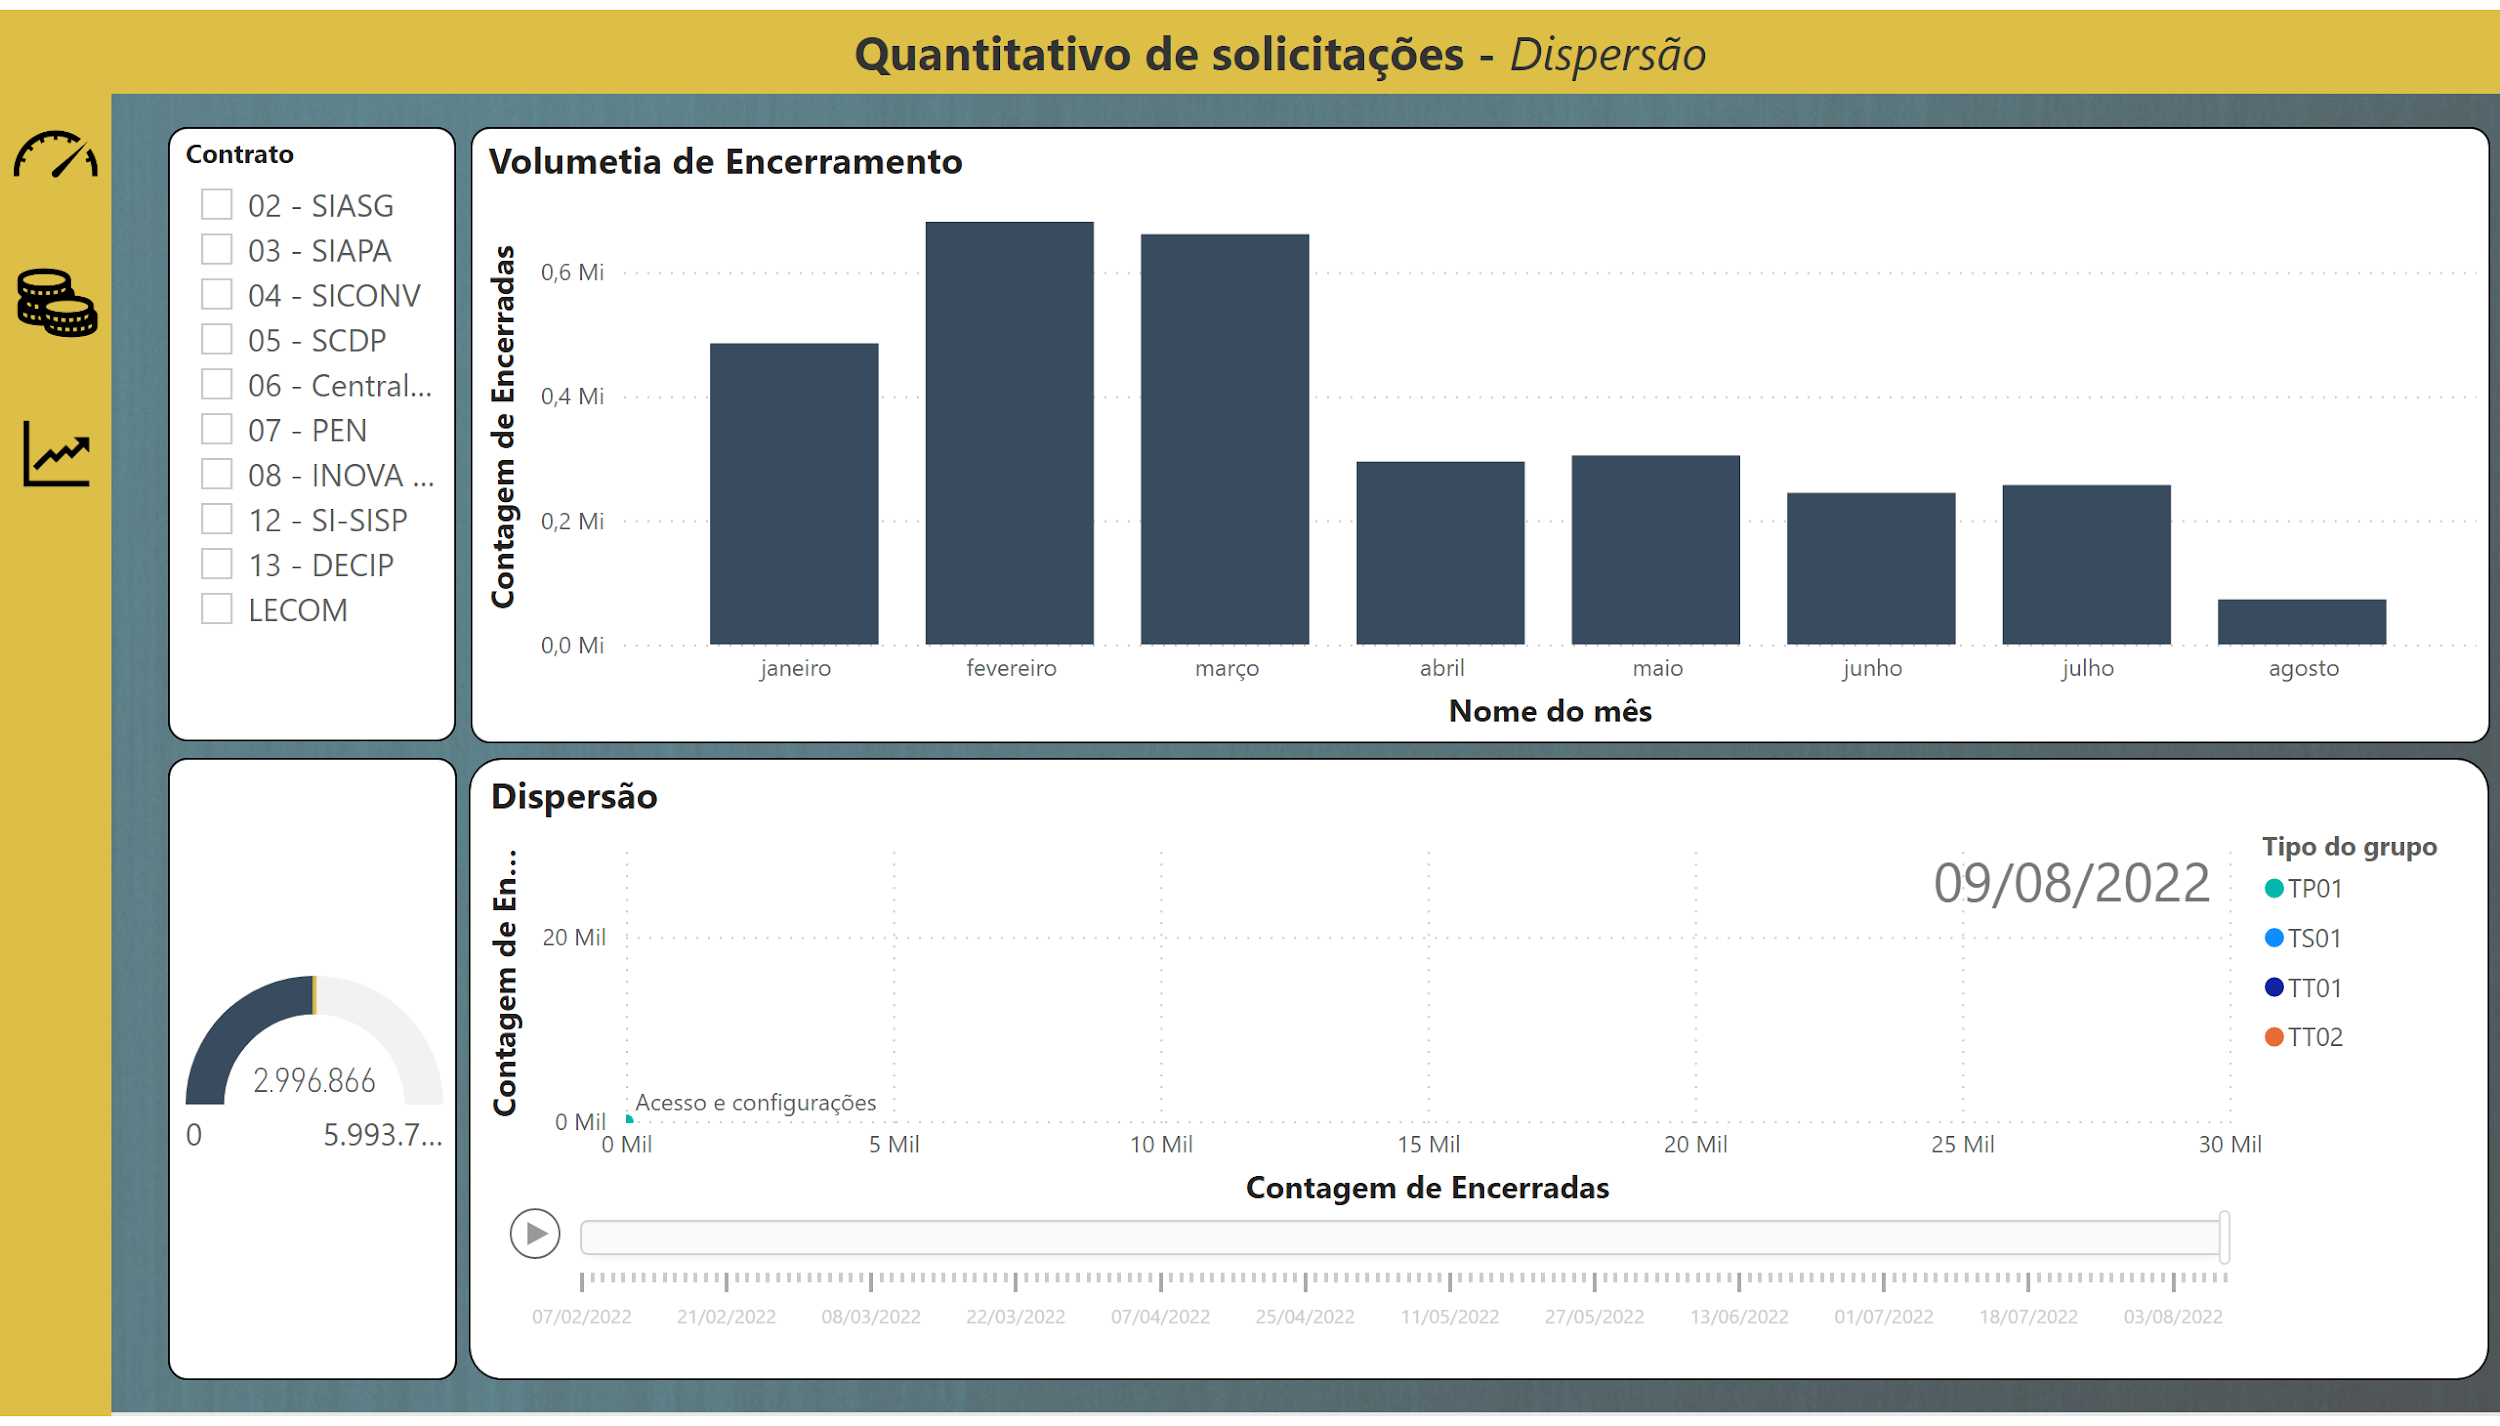 Quantitativo de solicitações - Dispersão
Contrato
02 - SIASG
03 - SIAPA
04 - SICONV
05 - SCDP
06 - Central...
07 - PEN
08 - INOVA ...
12 - SI-SISP
13 - DECIP
LECOM
Volumetia de Encerramento
Contagem de Encerradas
0,6 Mi
0,4 Mi
0,2 Mi
0,0 Mi
janeiro fevereiro março abril maio junho julho agosto
Nome do mês
2.996.866
0 5.993.7...
Dispersão
Contagem de En...
09/08/2022
20 Mil
0 Mil
Acesso e configurações
0 Mil 5 Mil 10 Mil 15 Mil 20 Mil 25 Mil 30 Mil
Contagem de Encerradas
Tipo do grupo
TP01
TS01
TT01
TT02
07/02/2022 21/02/2022 08/03/2022 22/03/2022 07/04/2022 25/04/2022 11/05/2022 27/05/2022 13/06/2022 01/07/2022 18/07/2022 03/08/2022